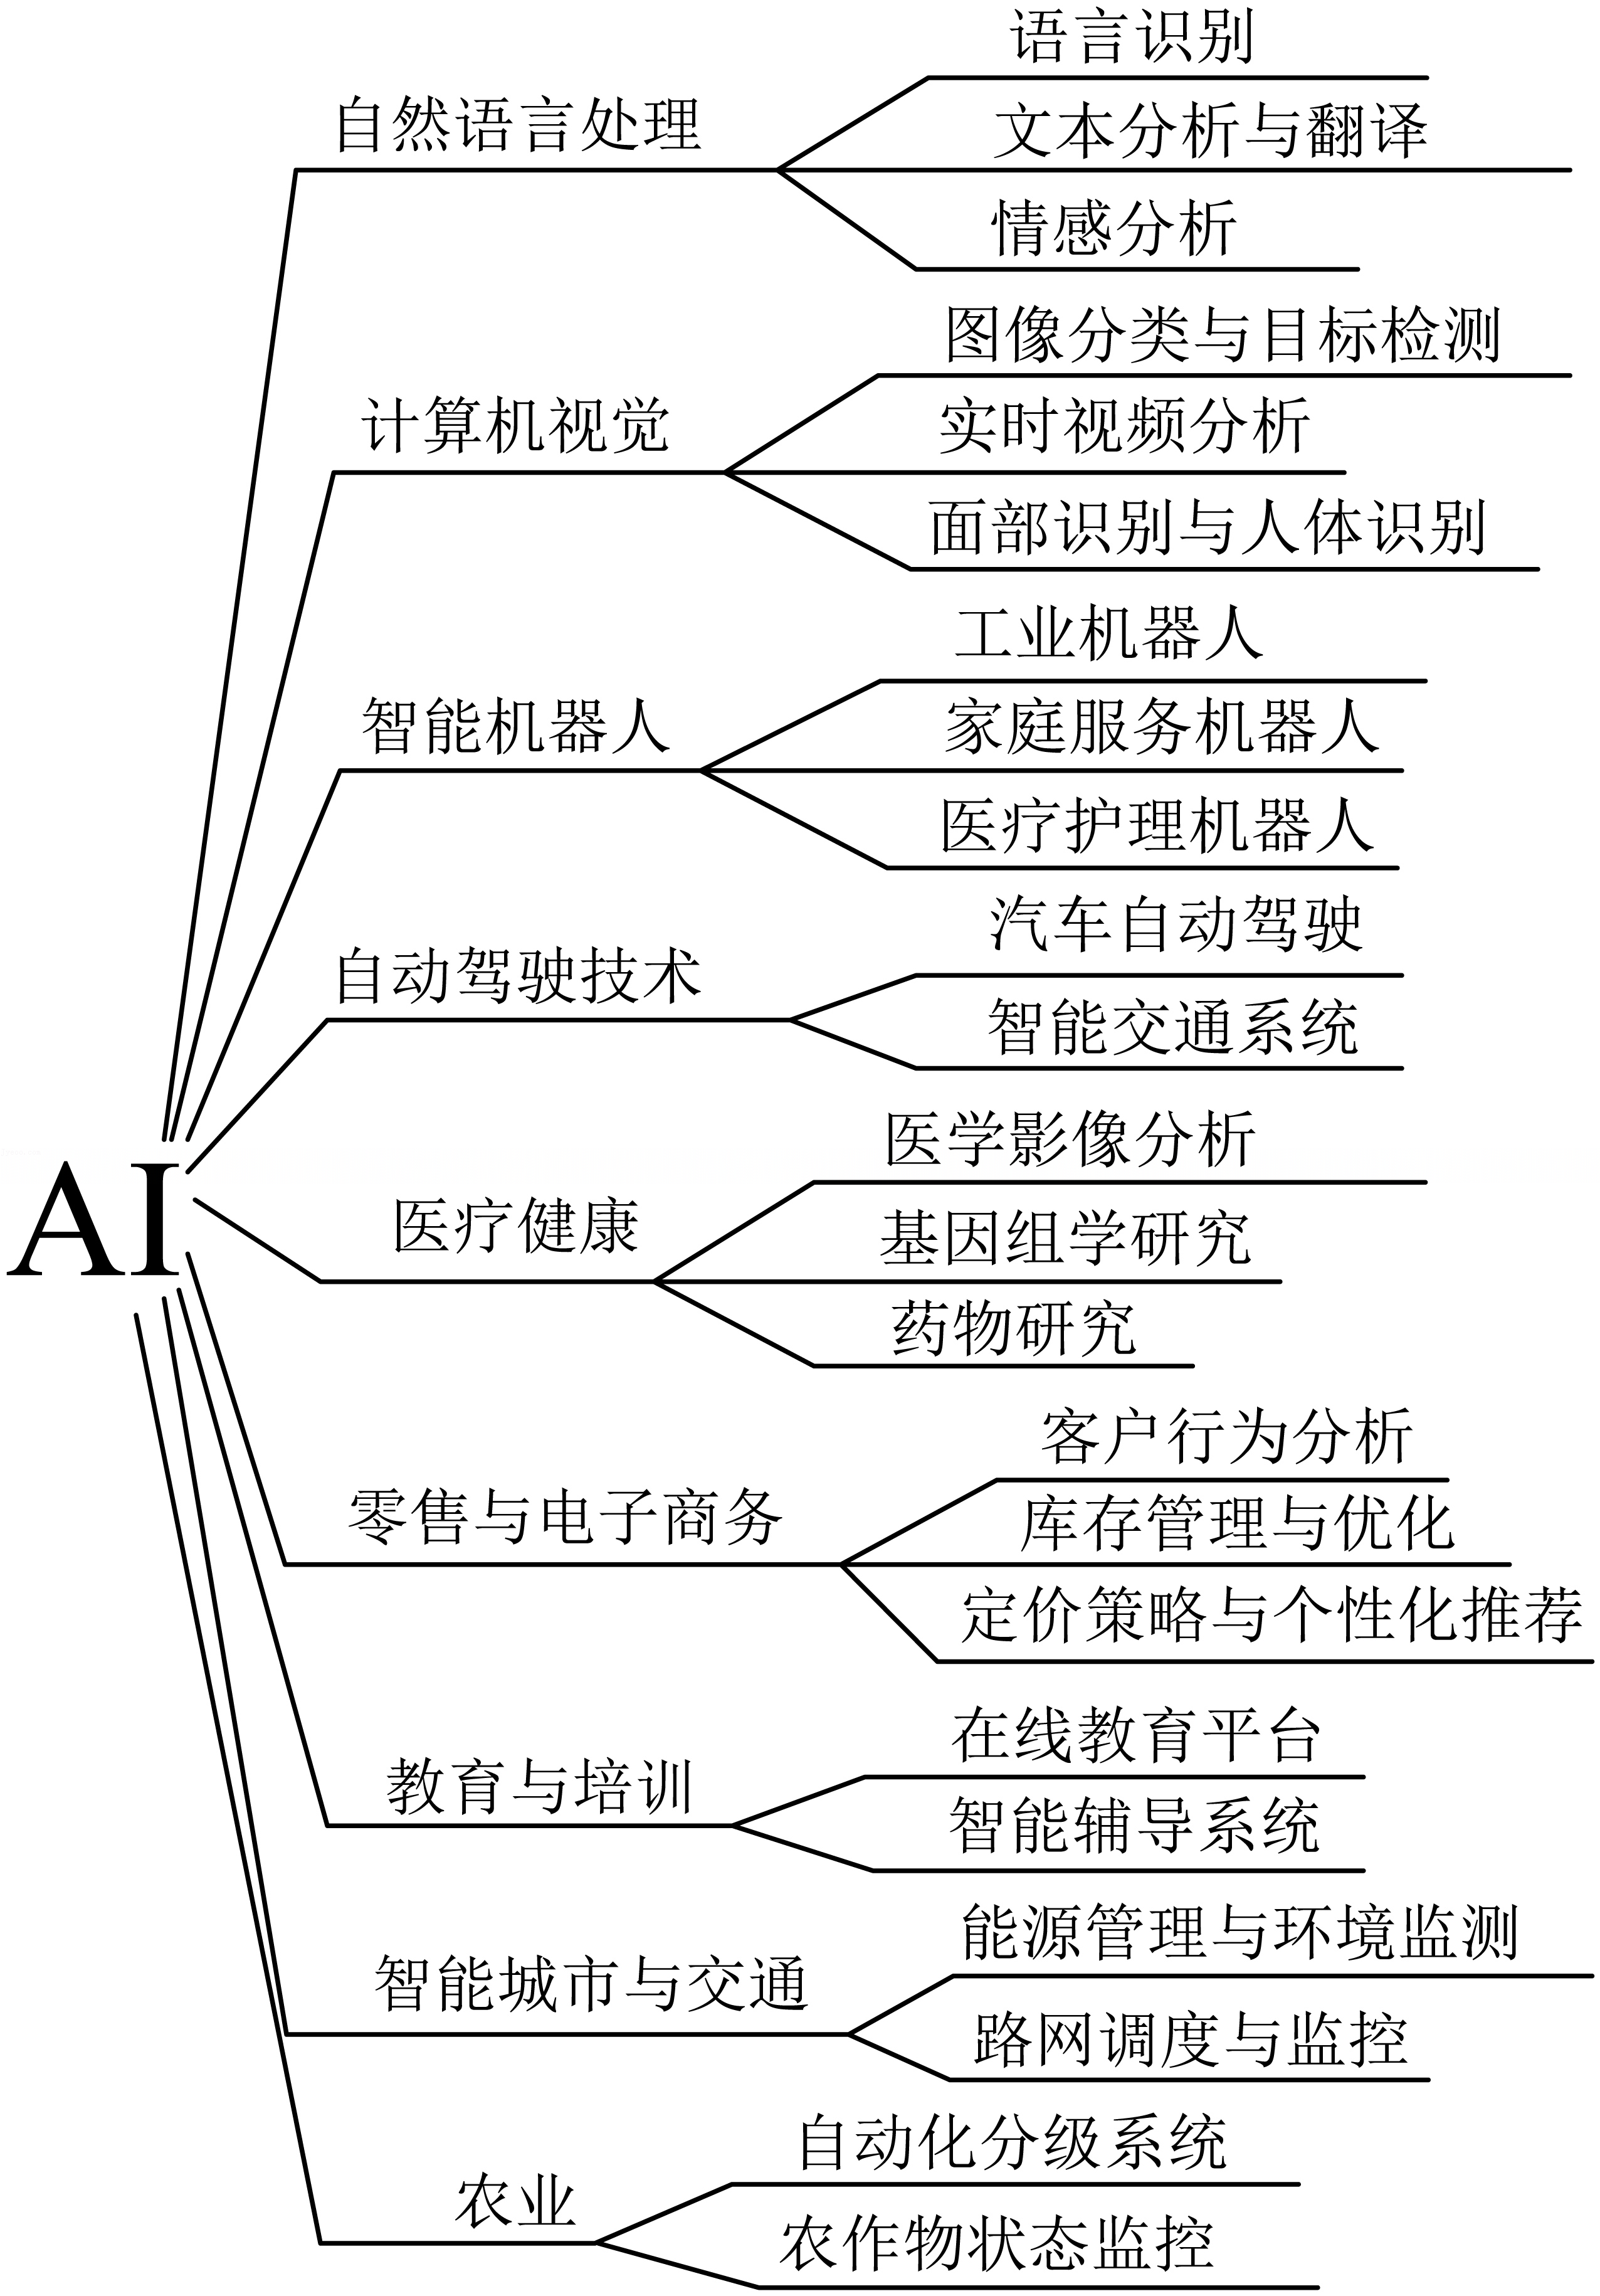 AI
自然语言处理
语言识别
文本分析与翻译
情感分析
计算机视觉
图像分类与目标检测
实时视频分析
面部识别与人体识别
智能机器人
工业机器人
家庭服务机器人
医疗护理机器人
自动驾驶技术
汽车自动驾驶
智能交通系统
医疗健康
医学影像分析
基因组学研究
药物研究
零售与电子商务
客户行为分析
库存管理与优化
定价策略与个性化推荐
教育与培训
在线教育平台
智能辅导系统
智能城市与交通
能源管理与环境监测
路网调度与监控
农业
自动化分级系统
农作物状态监控